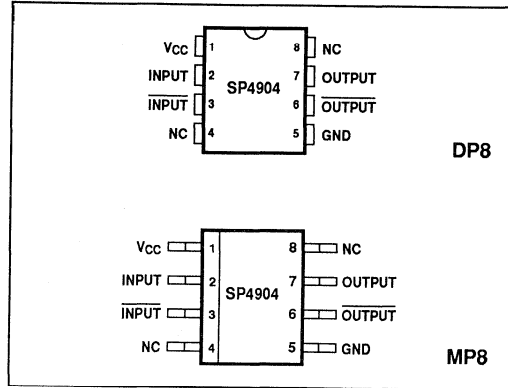 VCC 1 8 NC
INPUT 2 7 OUTPUT
SP4904
INPUT 3 6 OUTPUT
NC 4 5 GND
DP8
VCC 1 8 NC
INPUT 2 7 OUTPUT
SP4904
INPUT 3 6 OUTPUT
NC 4 5 GND
MP8